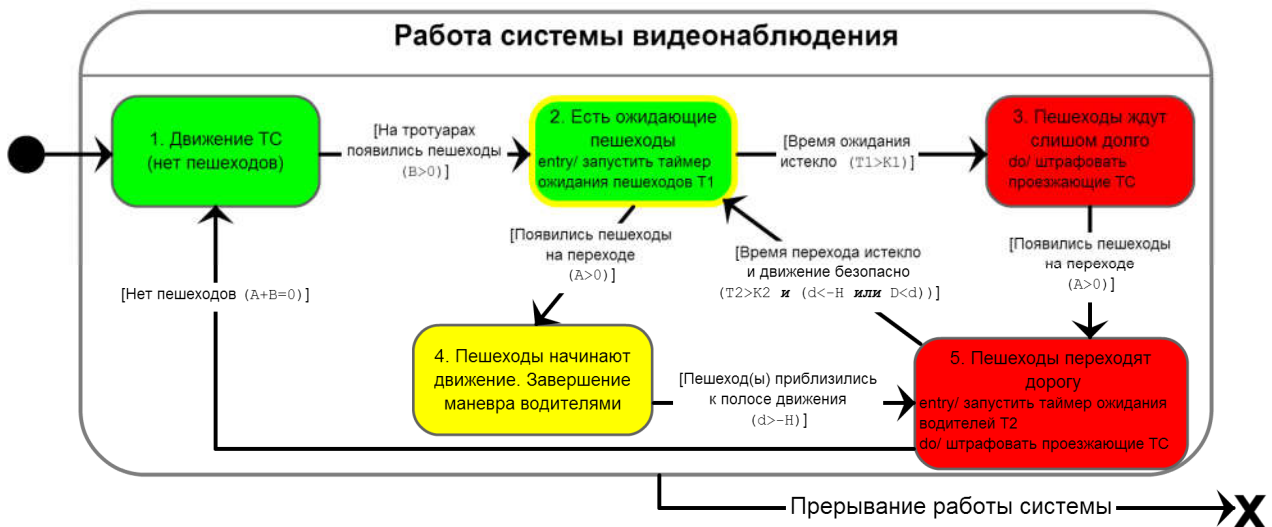 Работа системы видеонаблюдения
1. Движение ТС
(нет пешеходов)
[На тротуарах
появились пешеходы
(B>0)]
2. Есть ожидающие
пешеходы
entry/ запустить таймер
ожидания пешеходов T1
[Время ожидания
истекло (T1>K1)]
3. Пешеходы ждут
слишом долго
do/ штрафовать
проезжающие ТС
[Появились пешеходы
на переходе
(A>0)]
[Время перехода истекло
и движение безопасно
(T2>K2 и (d<-H или D<d))]
[Появились пешеходы
на переходе
(A>0)]
[Нет пешеходов (A+B=0)]
4. Пешеходы начинают
движение. Завершение
маневра водителями
[Пешеход(ы) приблизились
к полосе движения
(d>-H)]
5. Пешеходы переходят
дорогу
entry/ запустить таймер ожидания
водителей T2
do/ штрафовать проезжающие ТС
Прерывание работы системы
X